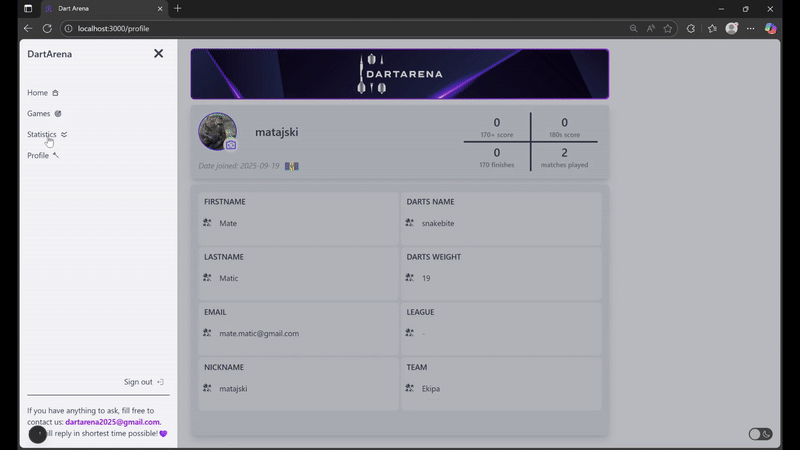 Dart Arena
localhost:3000/profile
DartArena
Home
Games
Statistics
Profile
Sign out
If you have anything to ask, fill free to
contact us: dartarena2025@gmail.com.
ill reply in shortest time possible!
DARTARENA
matajski
Date joined: 2025-09-19
0
170+ score
0
180s score
0
170 finishes
2
matches played
FIRSTNAME
Mate
DARTS NAME
snakebite
LASTNAME
Matic
DARTS WEIGHT
19
EMAIL
mate.matic@gmail.com
LEAGUE
-
NICKNAME
matajski
TEAM
Ekipa